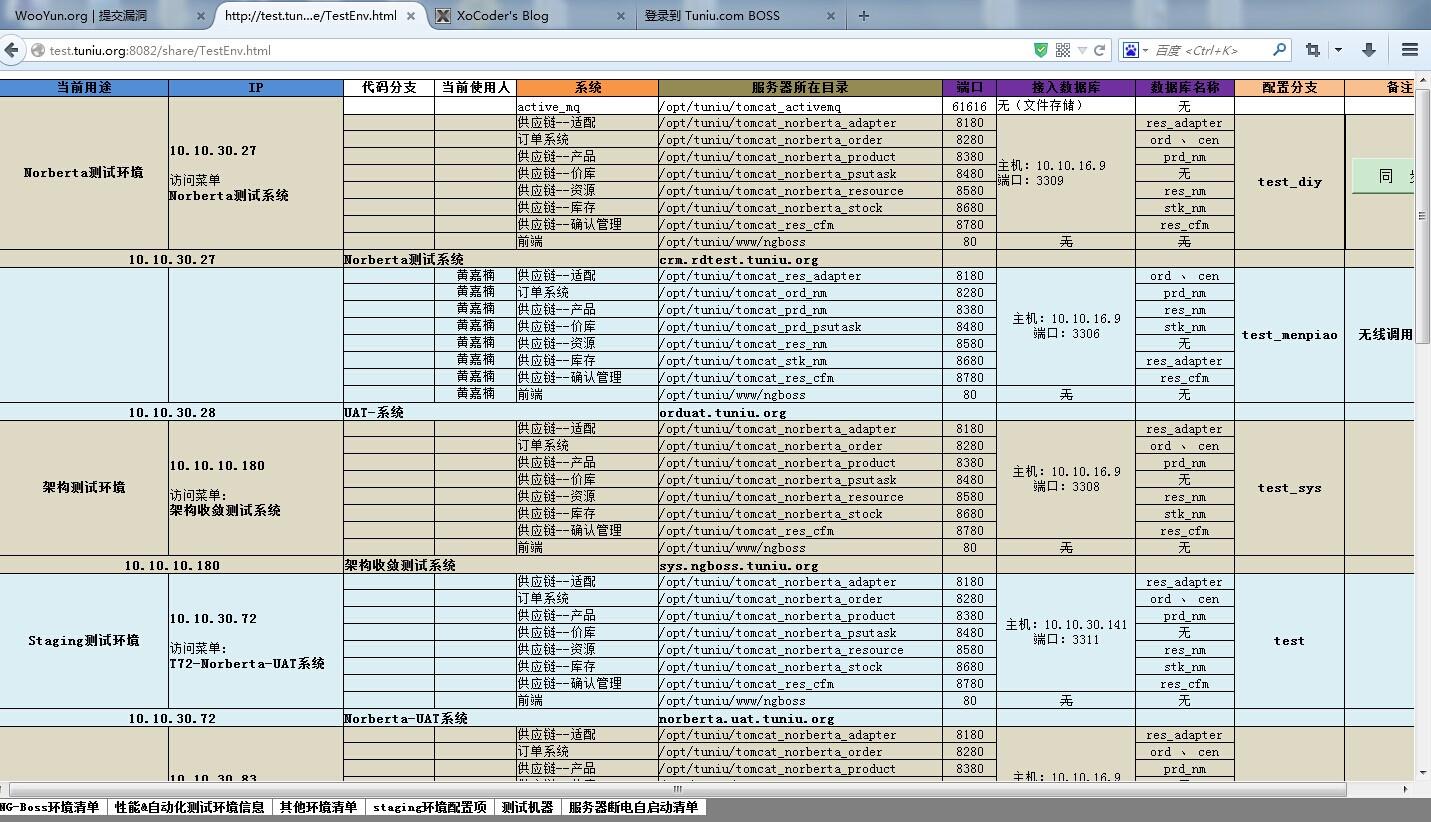 WooYun.org | 提交漏洞 http://test.tun...e/TestEnv.html XoCoder's Blog 登录到 Tuniu.com BOSS
test.tuniu.org:8082/share/TestEnv.html 百度 <Ctrl+K>
当前用途 IP 代码分支 当前使用人 系统 服务器所在目录 端口 接入数据库 数据库名称 配置分支 备注
active_mq /opt/tuniu/tomcat_activemq 61616 无（文件存储） 无
供应链--适配 /opt/tuniu/tomcat_norberta_adapter 8180 res_adapter
订单系统 /opt/tuniu/tomcat_norberta_order 8280 ord 、 cen
10.10.30.27
供应链--产品 /opt/tuniu/tomcat_norberta_product 8380 prd_nm
主机：10.10.16.9
Norberta测试环境 供应链--价库 /opt/tuniu/tomcat_norberta_psutask 8480 无
访问菜单 端口：3309 test_diy 同 步
供应链--资源 /opt/tuniu/tomcat_norberta_resource 8580 res_nm
Norberta测试系统
供应链--库存 /opt/tuniu/tomcat_norberta_stock 8680 stk_nm
供应链--确认管理 /opt/tuniu/tomcat_res_cfm 8780 res_cfm
前端 /opt/tuniu/www/ngboss 80 无 无
10.10.30.27 Norberta测试系统 crm.rdtest.tuniu.org
黄嘉楠 供应链--适配 /opt/tuniu/tomcat_res_adapter 8180 ord 、 cen
黄嘉楠 订单系统 /opt/tuniu/tomcat_ord_nm 8280 prd_nm
黄嘉楠 供应链--产品 /opt/tuniu/tomcat_prd_nm 8380 res_nm
主机：10.10.16.9
黄嘉楠 供应链--价库 /opt/tuniu/tomcat_prd_psutask 8480 stk_nm
端口：3306 test_menpiao 无线调用
黄嘉楠 供应链--资源 /opt/tuniu/tomcat_res_nm 8580 无
黄嘉楠 供应链--库存 /opt/tuniu/tomcat_stk_nm 8680 res_adapter
黄嘉楠 供应链--确认管理 /opt/tuniu/tomcat_res_cfm 8780 res_cfm
黄嘉楠 前端 /opt/tuniu/www/ngboss 80 无 无
10.10.30.28 UAT-系统 orduat.tuniu.org
供应链--适配 /opt/tuniu/tomcat_norberta_adapter 8180 res_adapter
订单系统 /opt/tuniu/tomcat_norberta_order 8280 ord 、 cen
10.10.10.180 供应链--产品 /opt/tuniu/tomcat_norberta_product 8380 prd_nm
主机：10.10.16.9
架构测试环境 供应链--价库 /opt/tuniu/tomcat_norberta_psutask 8480 无
端口：3308 test_sys
访问菜单： 供应链--资源 /opt/tuniu/tomcat_norberta_resource 8580 res_nm
架构收敛测试系统 供应链--库存 /opt/tuniu/tomcat_norberta_stock 8680 stk_nm
供应链--确认管理 /opt/tuniu/tomcat_res_cfm 8780 res_cfm
前端 /opt/tuniu/www/ngboss 80 无 无
10.10.10.180 架构收敛测试系统 sys.ngboss.tuniu.org
供应链--适配 /opt/tuniu/tomcat_norberta_adapter 8180 res_adapter
订单系统 /opt/tuniu/tomcat_norberta_order 8280 ord 、 cen
10.10.30.72 供应链--产品 /opt/tuniu/tomcat_norberta_product 8380 prd_nm
主机：10.10.30.141
Staging测试环境 供应链--价库 /opt/tuniu/tomcat_norberta_psutask 8480 无
端口：3311 test
访问菜单： 供应链--资源 /opt/tuniu/tomcat_norberta_resource 8580 res_nm
T72-Norberta-UAT系统 供应链--库存 /opt/tuniu/tomcat_norberta_stock 8680 stk_nm
供应链--确认管理 /opt/tuniu/tomcat_res_cfm 8780 res_cfm
前端 /opt/tuniu/www/ngboss 80 无 无
10.10.30.72 Norberta-UAT系统 norberta.uat.tuniu.org
供应链--适配 /opt/tuniu/tomcat_norberta_adapter 8180 res_adapter
订单系统 /opt/tuniu/tomcat_norberta_order 8280 ord 、 cen
供应链--产品 /opt/tuniu/tomcat_norberta_product 8380 prd_nm
10.10.30.83 主机：10.10.16.9
NG-Boss环境清单 性能&自动化测试环境信息 其他环境清单 staging环境配置项 测试机器 服务器断电自启动清单